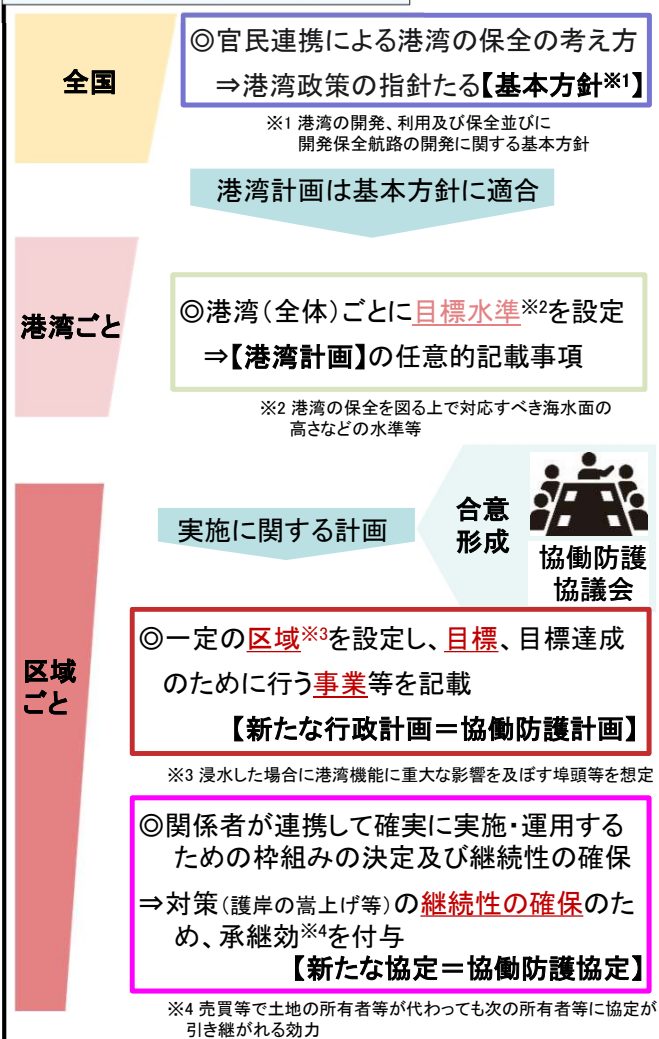 ◎官民連携による港湾の保全の考え方
全国
⇒港湾政策の指針たる【基本方針※1】
※1 港湾の開発、利用及び保全並びに
開発保全航路の開発に関する基本方針
港湾計画は基本方針に適合
港湾ごと
◎港湾(全体)ごとに目標水準※2を設定
⇒【港湾計画】の任意的記載事項
※2 港湾の保全を図る上で対応すべき海水面の
高さなどの水準等
実施に関する計画
合意
形成
協働防護
協議会
区域
ごと
◎一定の区域※3を設定し、目標、目標達成
のために行う事業等を記載
【新たな行政計画=協働防護計画】
※3 浸水した場合に港湾機能に重大な影響を及ぼす埠頭等を想定
◎関係者が連携して確実に実施・運用する
ための枠組みの決定及び継続性の確保
⇒対策(護岸の嵩上げ等)の継続性の確保のた
め、承継効※4を付与
【新たな協定=協働防護協定】
※4 売買等で土地の所有者等が代わっても次の所有者等に協定が
引き継がれる効力